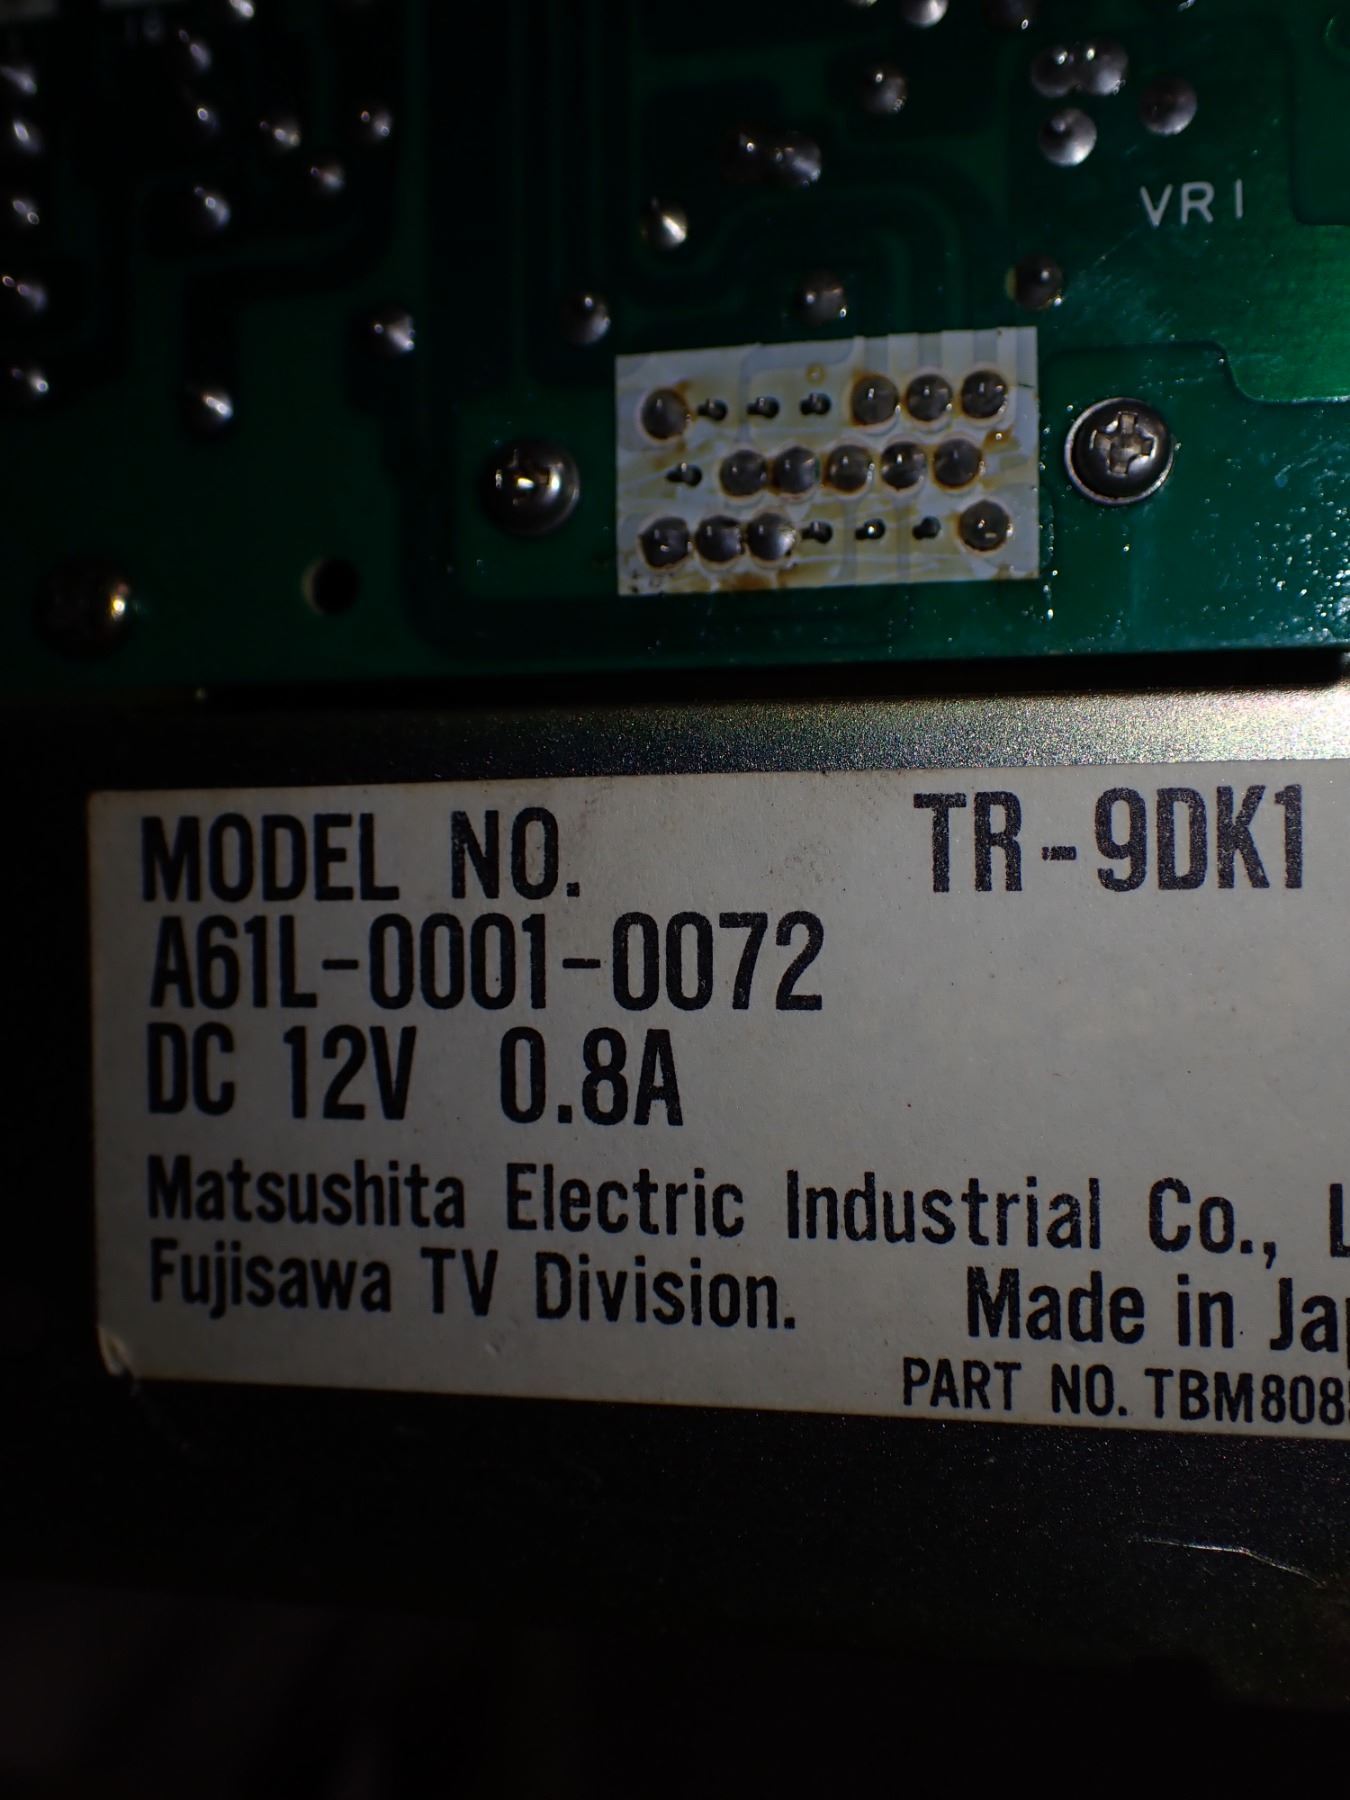 VR1
MODEL NO. TR-9DK1
A61L-0001-0072
DC 12V 0.8A
Matsushita Electric Industrial Co.,
Fujisawa TV Division. Made in
PART NO.